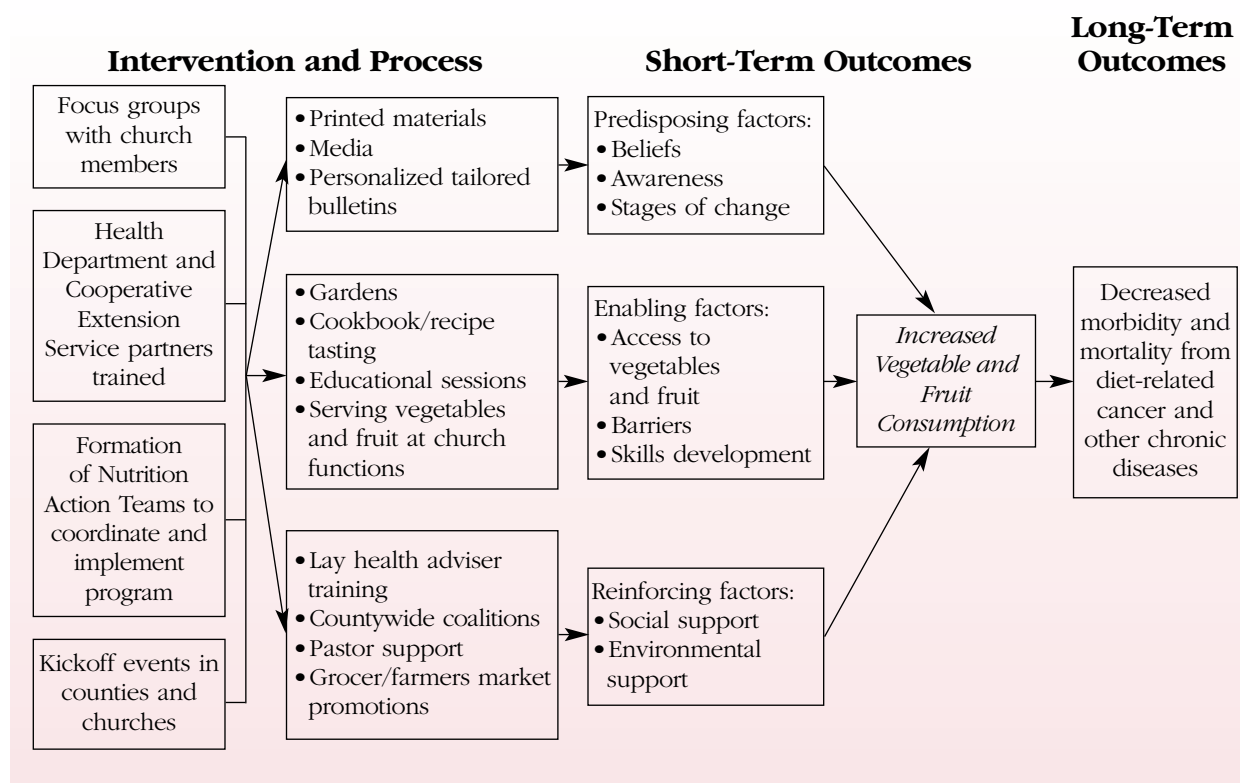 Intervention and Process
Short-Term Outcomes
Long-Term
Outcomes
Focus groups
with church
members
Health
Department and
Cooperative
Extension
Service partners
trained
Formation
of Nutrition
Action Teams to
coordinate and
implement
program
Kickoff events in
counties and
churches
• Printed materials
• Media
• Personalized tailored
bulletins
• Gardens
• Cookbook/recipe
tasting
• Educational sessions
• Serving vegetables
and fruit at church
functions
• Lay health adviser
training
• Countywide coalitions
• Pastor support
• Grocer/farmers market
promotions
Predisposing factors:
• Beliefs
• Awareness
• Stages of change
Enabling factors:
• Access to
vegetables
and fruit
• Barriers
• Skills development
Reinforcing factors:
• Social support
• Environmental
support
Increased
Vegetable and
Fruit
Consumption
Decreased
morbidity and
mortality from
diet-related
cancer and
other chronic
diseases